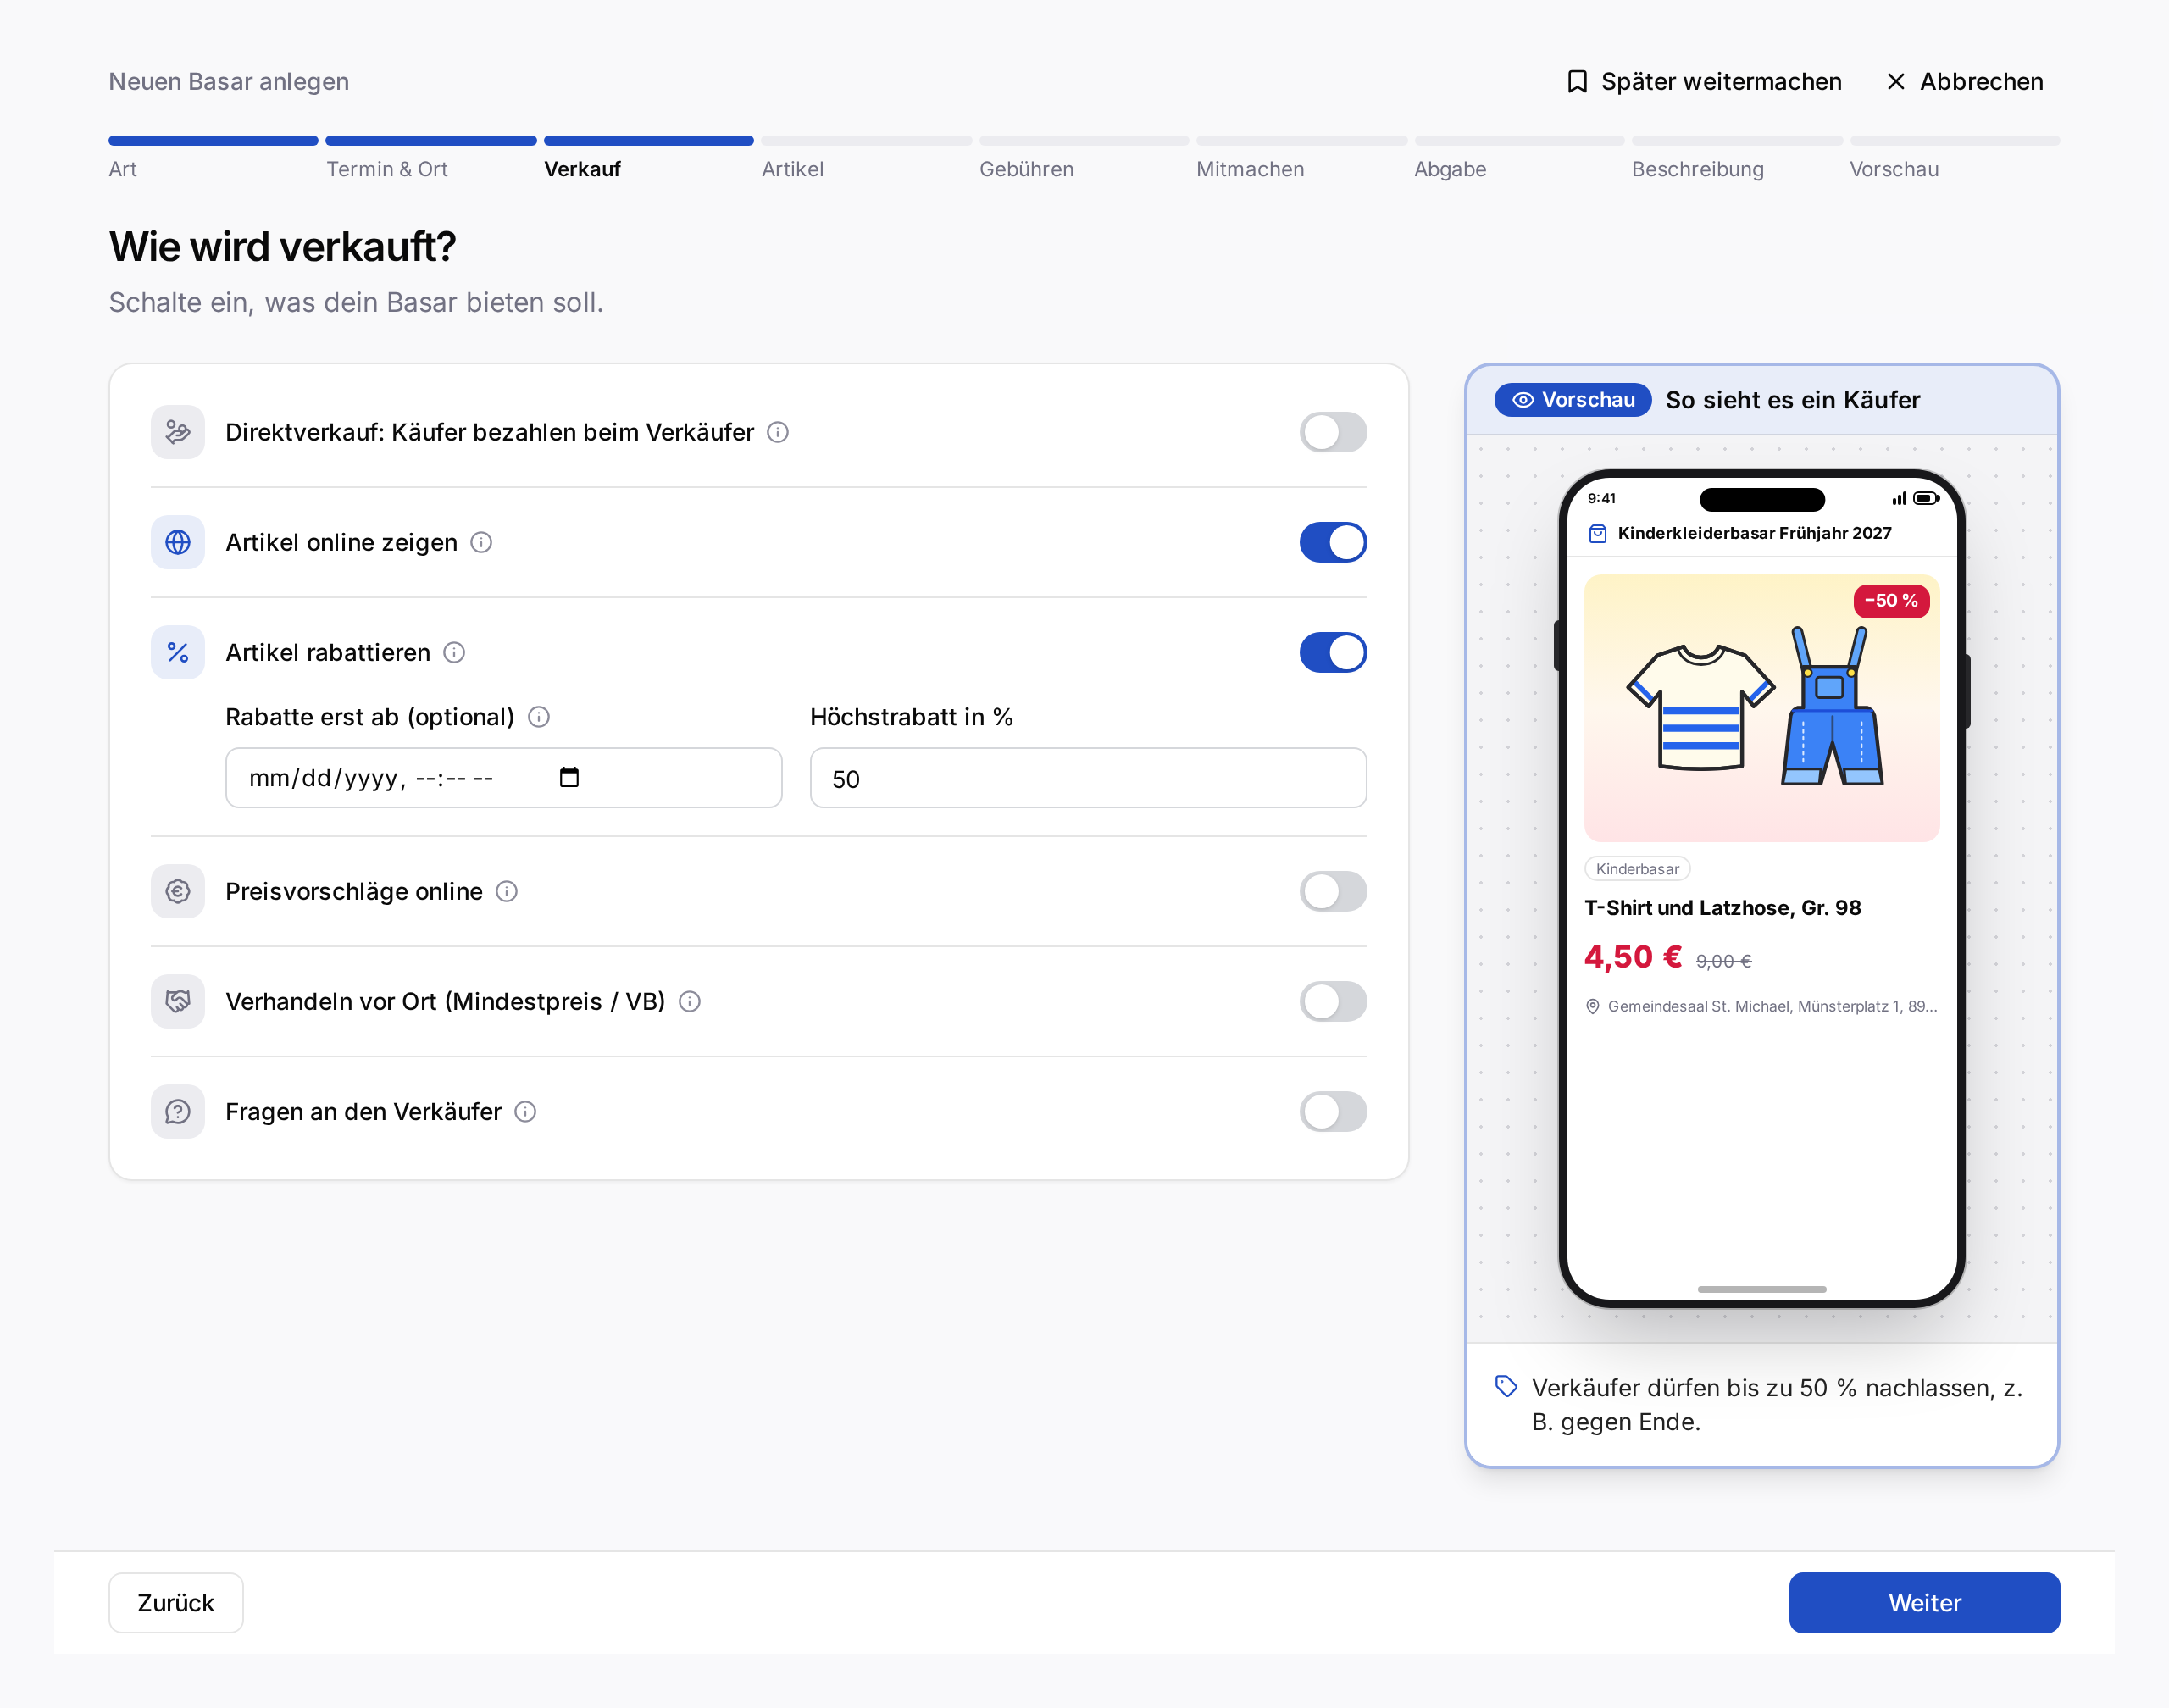 Neuen Basar anlegen
Später weitermachen
Abbrechen
Art
Termin & Ort
Verkauf
Artikel
Gebühren
Mitmachen
Abgabe
Beschreibung
Vorschau
Wie wird verkauft?
Schalte ein, was dein Basar bieten soll.
Direktverkauf: Käufer bezahlen beim Verkäufer
Artikel online zeigen
Artikel rabattieren
Rabatte erst ab (optional)
Höchstrabatt in %
mm/dd/yyyy, --:-- --
50
Preisvorschläge online
Verhandeln vor Ort (Mindestpreis / VB)
Fragen an den Verkäufer
Vorschau
So sieht es ein Käufer
9:41
Kinderkleiderbasar Frühjahr 2027
−50 %
Kinderbasar
T-Shirt und Latzhose, Gr. 98
4,50 € 9,00 €
Gemeindesaal St. Michael, Münsterplatz 1, 89...
Verkäufer dürfen bis zu 50 % nachlassen, z.
B. gegen Ende.
Zurück
Weiter